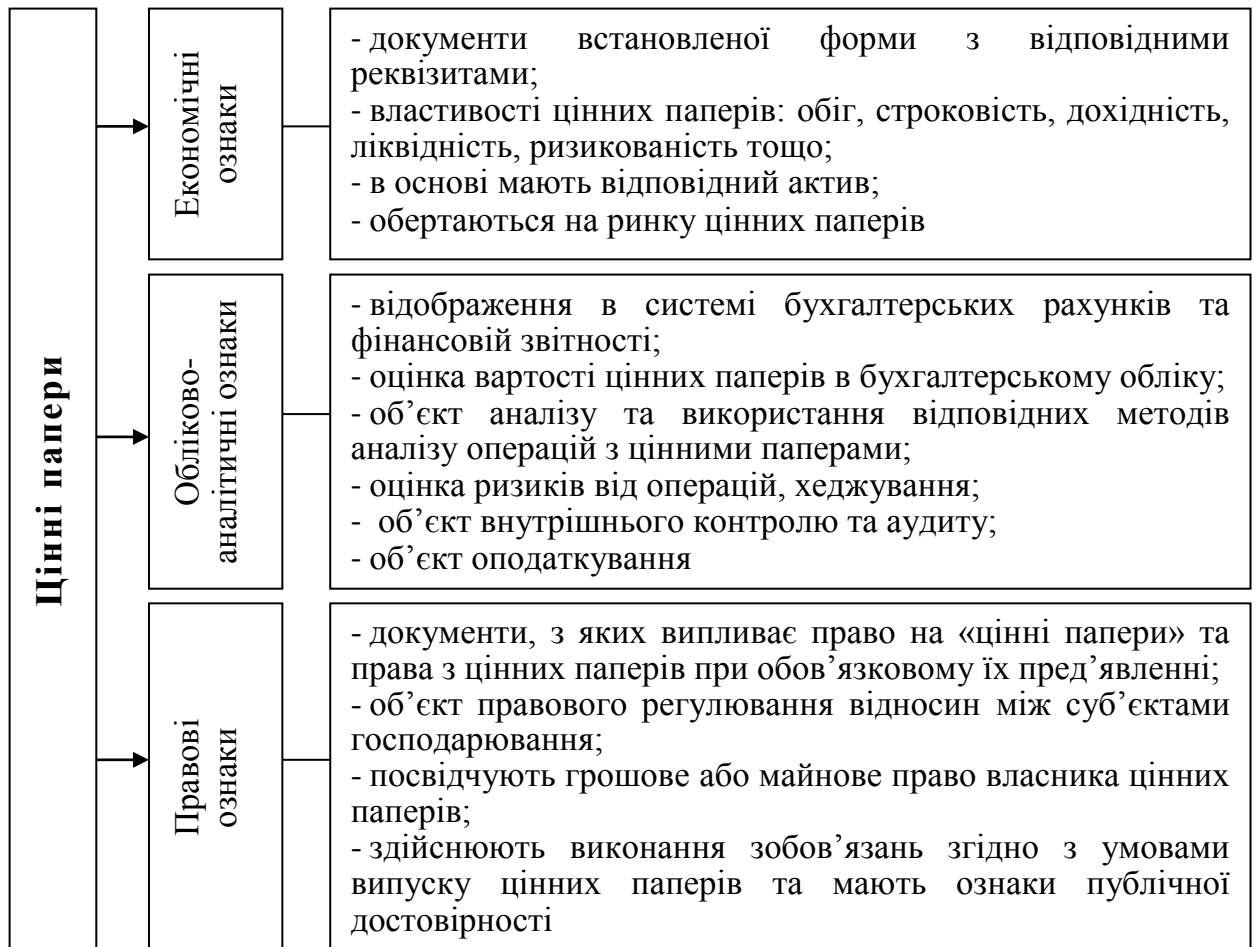 Цінні папери
Економічні
ознаки
- документи встановленої форми з відповідними
реквізитами;
- властивості цінних паперів: обіг, строковість, дохідність,
ліквідність, ризикованість тощо;
- в основі мають відповідний актив;
- обертаються на ринку цінних паперів
Обліково-
аналітичні ознаки
- відображення в системі бухгалтерських рахунків та
фінансовій звітності;
- оцінка вартості цінних паперів в бухгалтерському обліку;
- об’єкт аналізу та використання відповідних методів
аналізу операцій з цінними паперами;
- оцінка ризиків від операцій, хеджування;
- об’єкт внутрішнього контролю та аудиту;
- об’єкт оподаткування
Правові
ознаки
- документи, з яких випливає право на «цінні папери» та
права з цінних паперів при обов’язковому їх пред’явленні;
- об’єкт правового регулювання відносин між суб’єктами
господарювання;
- посвідчують грошове або майнове право власника цінних
паперів;
- здійснюють виконання зобов’язань згідно з умовами
випуску цінних паперів та мають ознаки публічної
достовірності